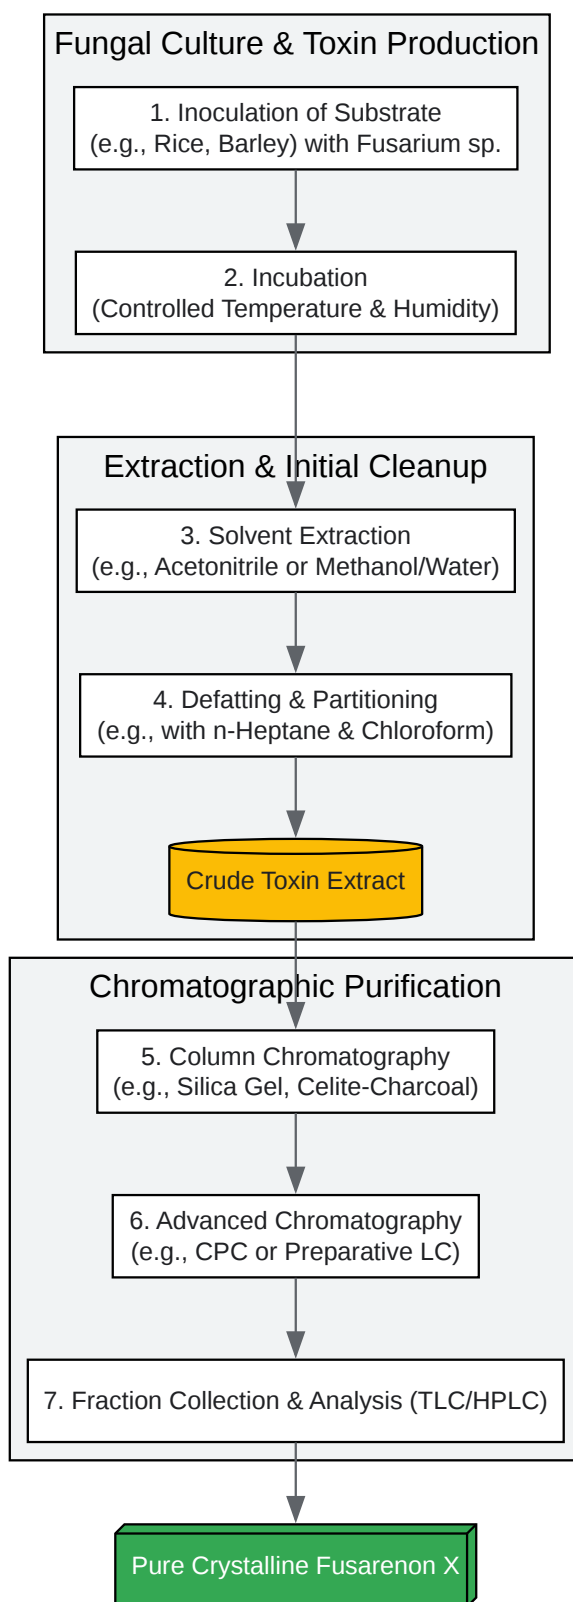 Fungal Culture & Toxin Production
1. Inoculation of Substrate
(e.g., Rice, Barley) with Fusarium sp.
2. Incubation
(Controlled Temperature & Humidity)
Extraction & Initial Cleanup
3. Solvent Extraction
(e.g., Acetonitrile or Methanol/Water)
4. Defatting & Partitioning
(e.g., with n-Heptane & Chloroform)
Crude Toxin Extract
Chromatographic Purification
5. Column Chromatography
(e.g., Silica Gel, Celite-Charcoal)
6. Advanced Chromatography
(e.g., CPC or Preparative LC)
7. Fraction Collection & Analysis (TLC/HPLC)
Pure Crystalline Fusarenon X